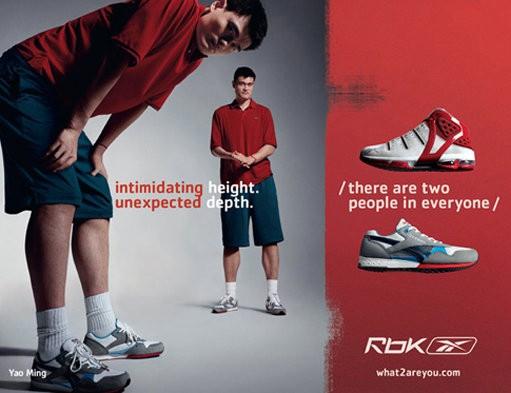 intimidating height.
unexpected depth.
/there are two
people in everyone/
Rbk
what2areyou.com
Yao Ming